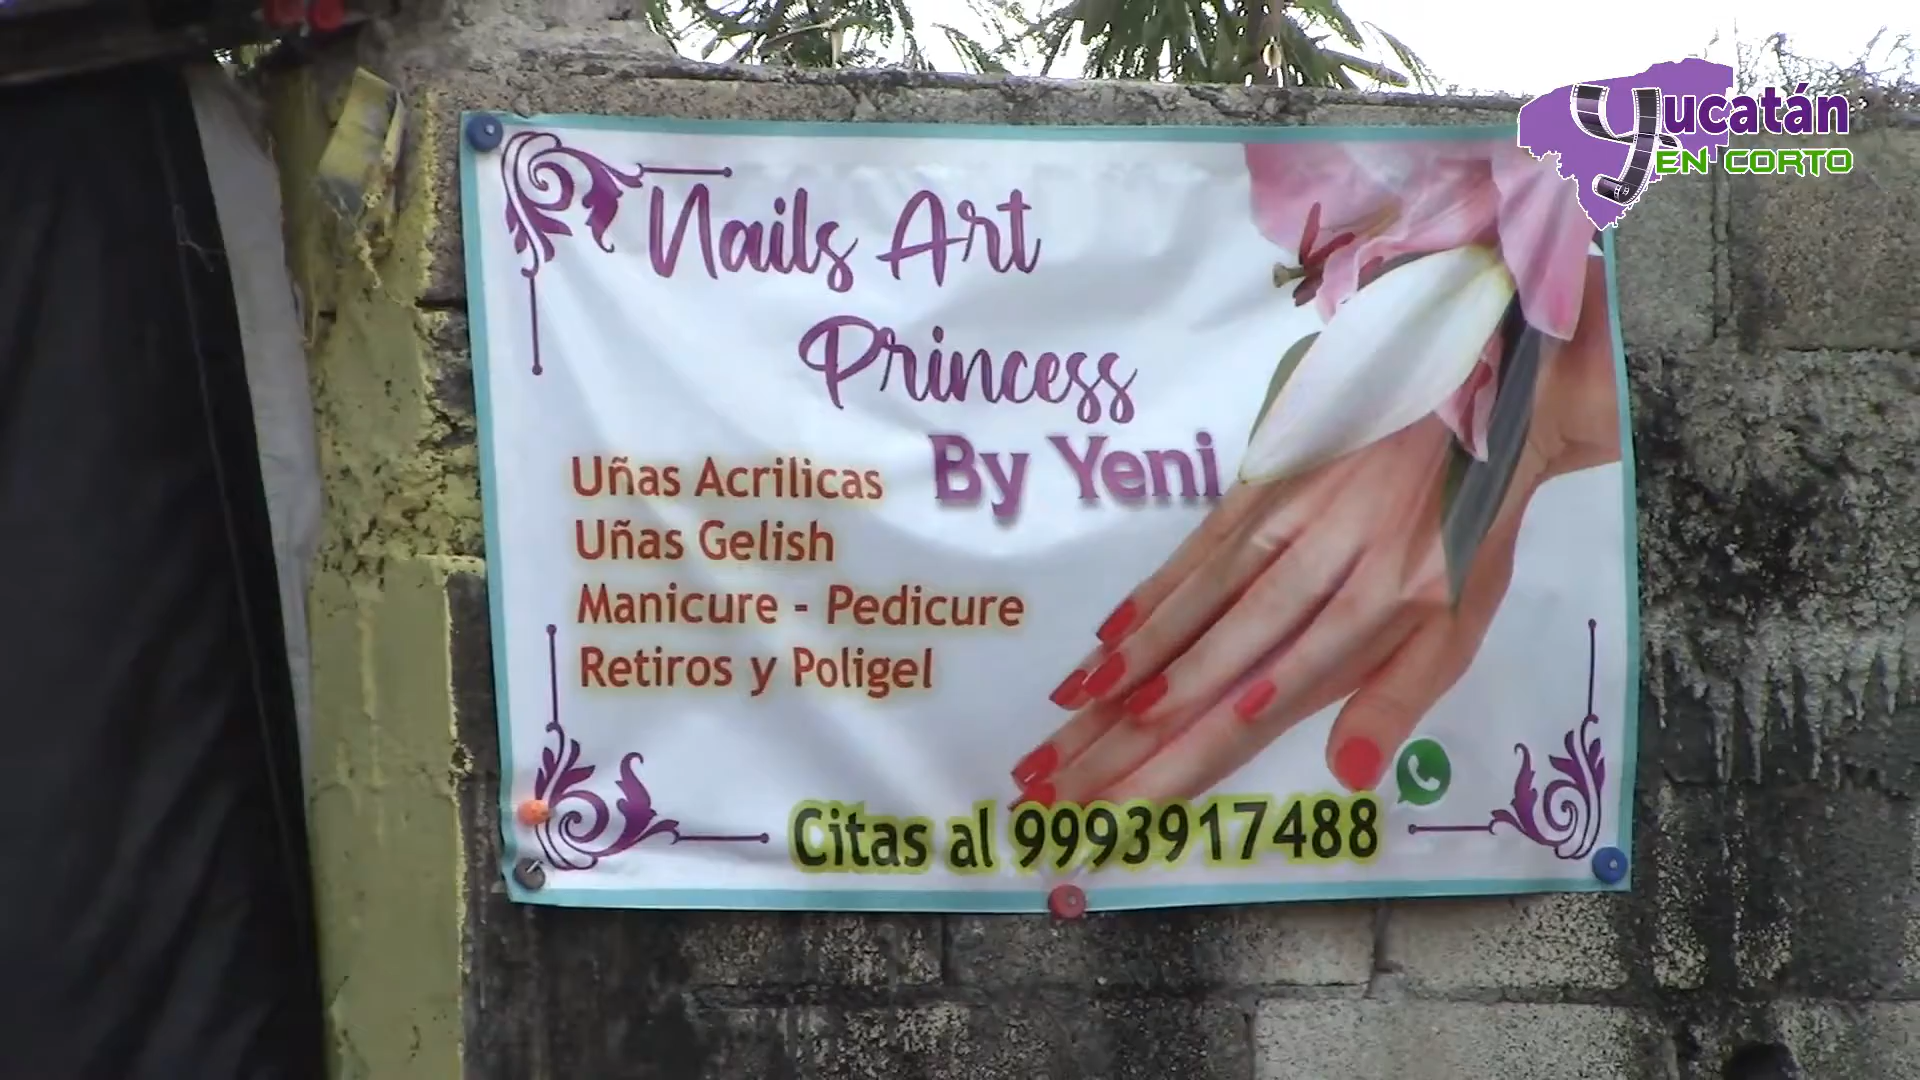 Yucatán
EN CORTO
Nails Art
Princess
By Yeni
Uñas Acrilicas
Uñas Gelish
Manicure - Pedicure
Retiros y Poligel
Citas al 9993917488